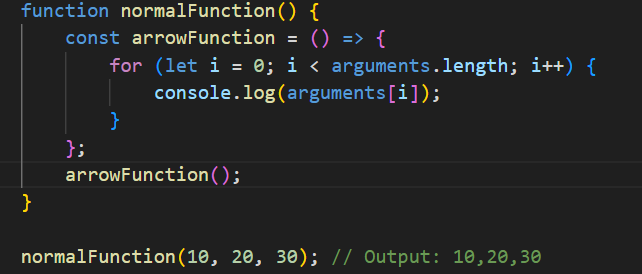 function normalFunction() {
    const arrowFunction = () => {
        for (let i = 0; i < arguments.length; i++) {
            console.log(arguments[i]);
        }
    };
    arrowFunction();
}

normalFunction(10, 20, 30); // Output: 10,20,30